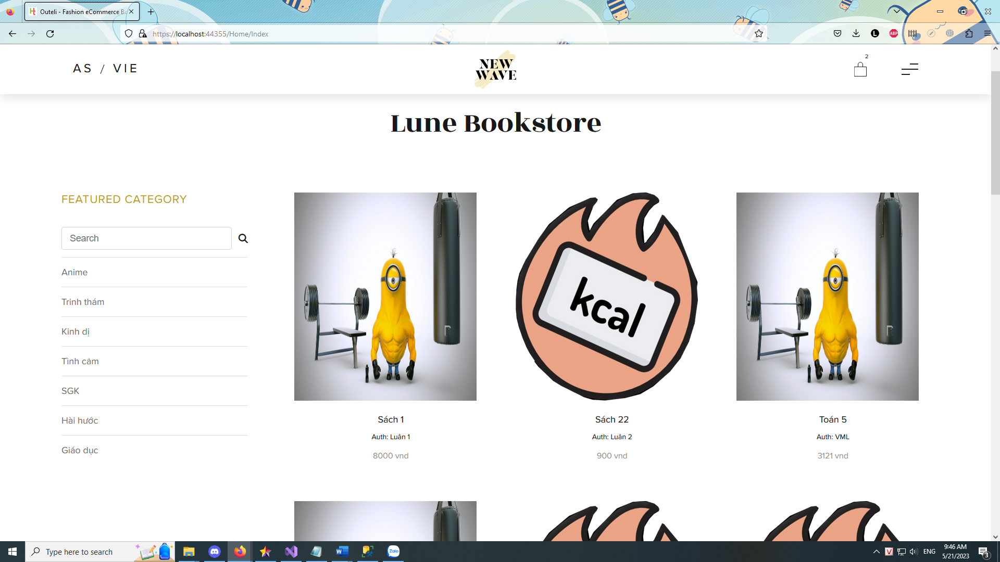 Outeli - Fashion eCommerce Bo
https://localhost:44355/Home/Index
ABP
AS / VIE
NEW
WAVE
2
Lune Bookstore
FEATURED CATEGORY
Search
Anime
Trinh thám
Kinh dị
Tình cảm
SGK
Hài hước
Giáo dục
kcal
Sách 1
Auth: Luân 1
8000 vnd
Sách 22
Auth: Luân 2
900 vnd
Toán 5
Auth: VML
3121 vnd
Type here to search
Zalo
ENG
9:46 AM
5/21/2023
3